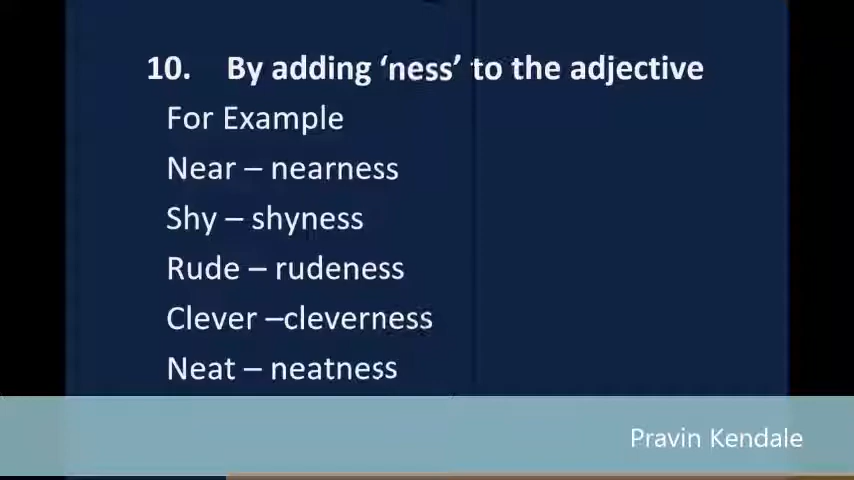 10. By adding ‘ness’ to the adjective
For Example
Near – nearness
Shy – shyness
Rude – rudeness
Clever –cleverness
Neat – neatness
Pravin Kendale